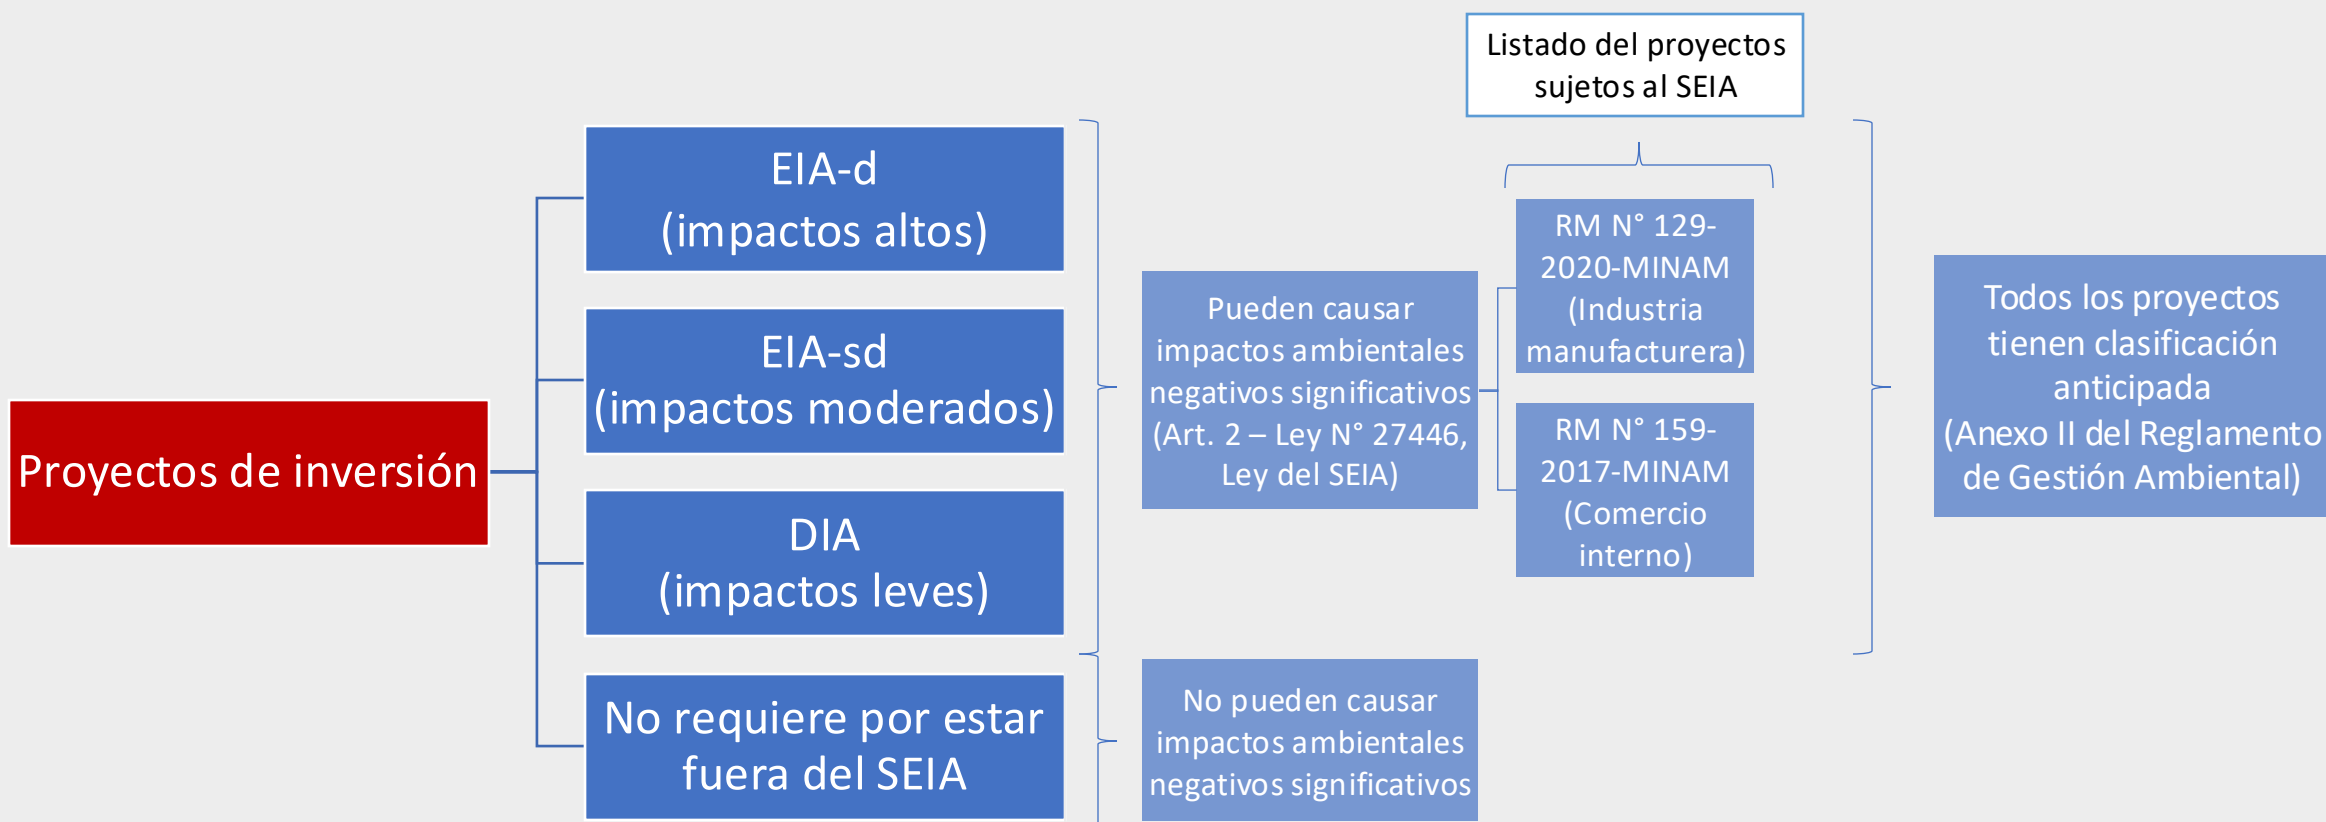 Proyectos de inversión
EIA-d
(impactos altos)
EIA-sd
(impactos moderados)
DIA
(impactos leves)
No requiere por estar
fuera del SEIA
Pueden causar
impactos ambientales
negativos significativos
(Art. 2 – Ley N° 27446,
Ley del SEIA)
No pueden causar
impactos ambientales
negativos significativos
Listado del proyectos
sujetos al SEIA
RM N° 129-
2020-MINAM
(Industria
manufacturera)
RM N° 159-
2017-MINAM
(Comercio
interno)
Todos los proyectos
tienen clasificación
anticipada
(Anexo II del Reglamento
de Gestión Ambiental)